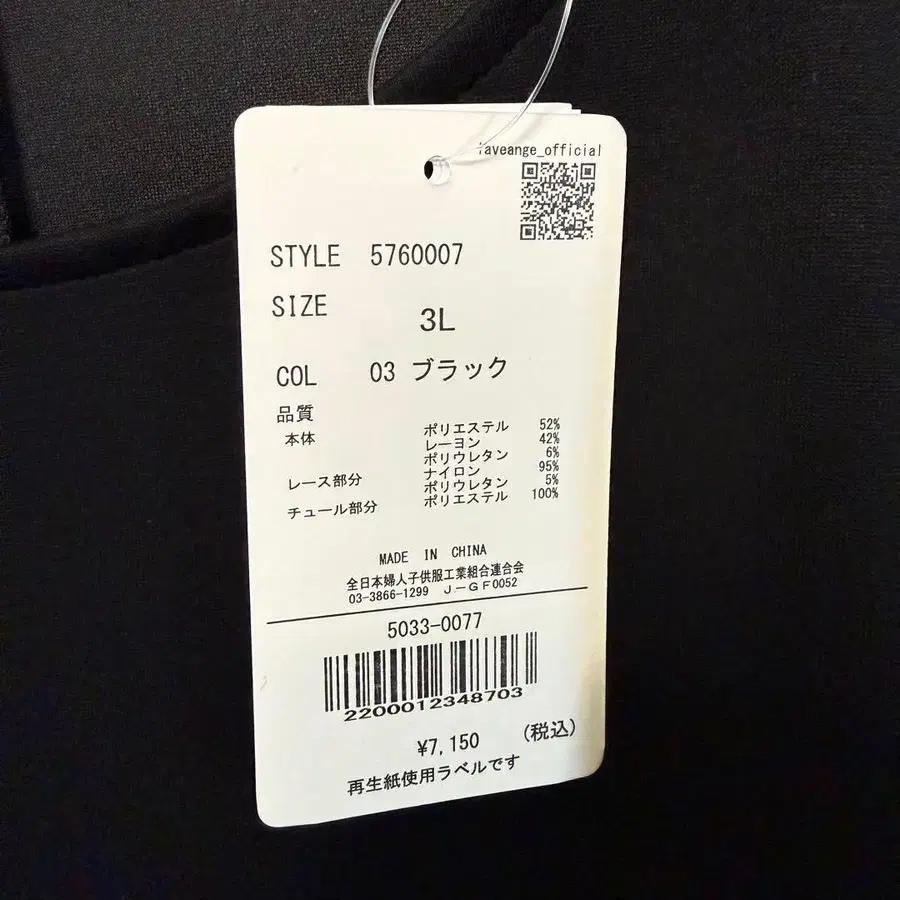 faveange_official
STYLE 5760007
SIZE 3L
COL 03 ブラック
品質
本体 ポリエステル 52%
レーヨン 42%
ポリウレタン 6%
レース部分 ナイロン 95%
ポリウレタン 5%
チュール部分 ポリエステル 100%
MADE IN CHINA
全日本婦人子供服工業組合連合会
03-3866-1299 J-GF0052
5033-0077
2200012348703
¥7,150 (税込)
再生紙使用ラベルです